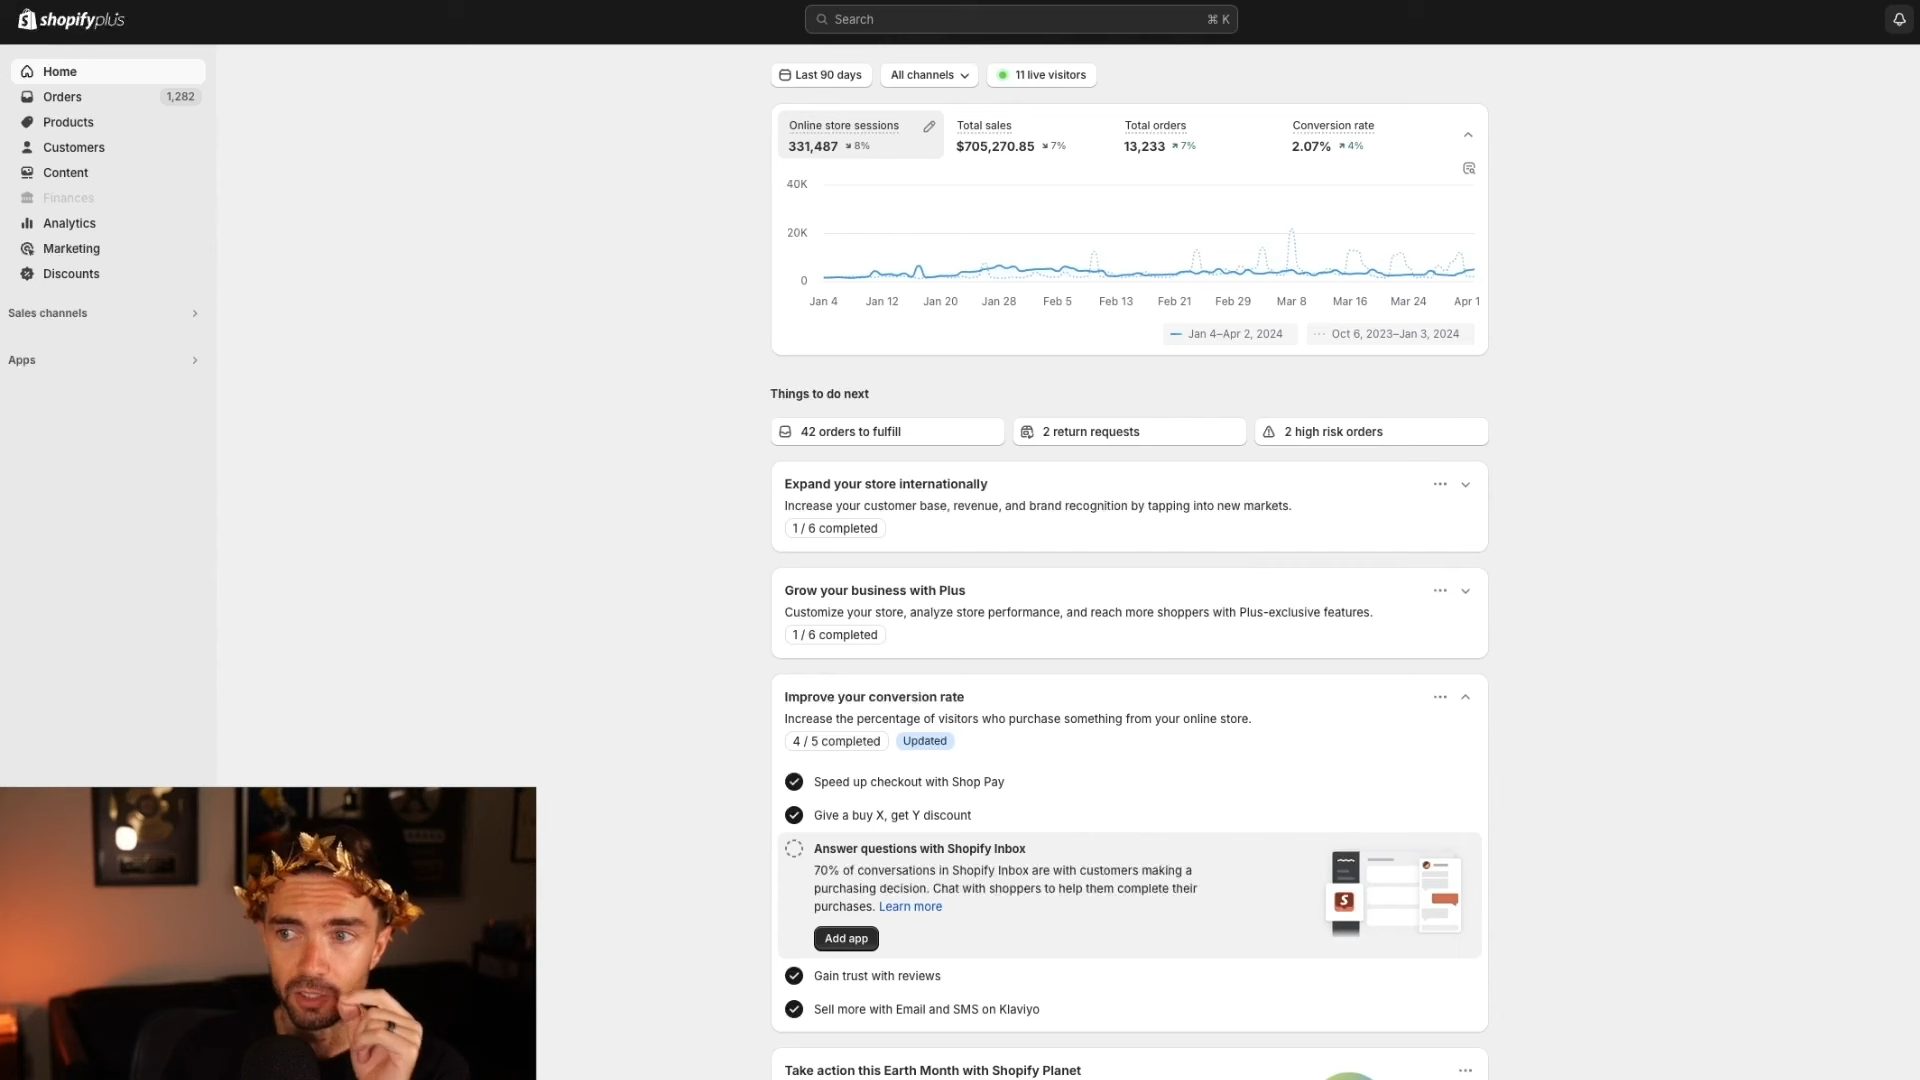 shopifyplus
Search
⌘ K
Home
Orders
1,282
Products
Customers
Content
Finances
Analytics
Marketing
Discounts
Sales channels
Apps
Last 90 days
All channels
11 live visitors
Online store sessions
331,487 8%
Total sales
$705,270.85 7%
Total orders
13,233 7%
Conversion rate
2.07% 4%
40K
20K
0
Jan 4 Jan 12 Jan 20 Jan 28 Feb 5 Feb 13 Feb 21 Feb 29 Mar 8 Mar 16 Mar 24 Apr 1
Jan 4–Apr 2, 2024
Oct 6, 2023–Jan 3, 2024
Things to do next
42 orders to fulfill
2 return requests
2 high risk orders
Expand your store internationally
Increase your customer base, revenue, and brand recognition by tapping into new markets.
1 / 6 completed
Grow your business with Plus
Customize your store, analyze store performance, and reach more shoppers with Plus-exclusive features.
1 / 6 completed
Improve your conversion rate
Increase the percentage of visitors who purchase something from your online store.
4 / 5 completed
Updated
Speed up checkout with Shop Pay
Give a buy X, get Y discount
Answer questions with Shopify Inbox
70% of conversations in Shopify Inbox are with customers making a
purchasing decision. Chat with shoppers to help them complete their
purchases. Learn more
Add app
Gain trust with reviews
Sell more with Email and SMS on Klaviyo
Take action this Earth Month with Shopify Planet